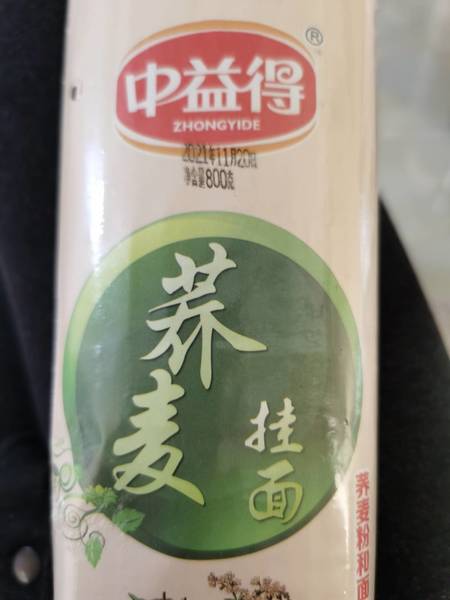 ®
中益得
ZHONGYIDE
2021年11月20日
净含量800克
荞麦
挂面
荞麦粉和面